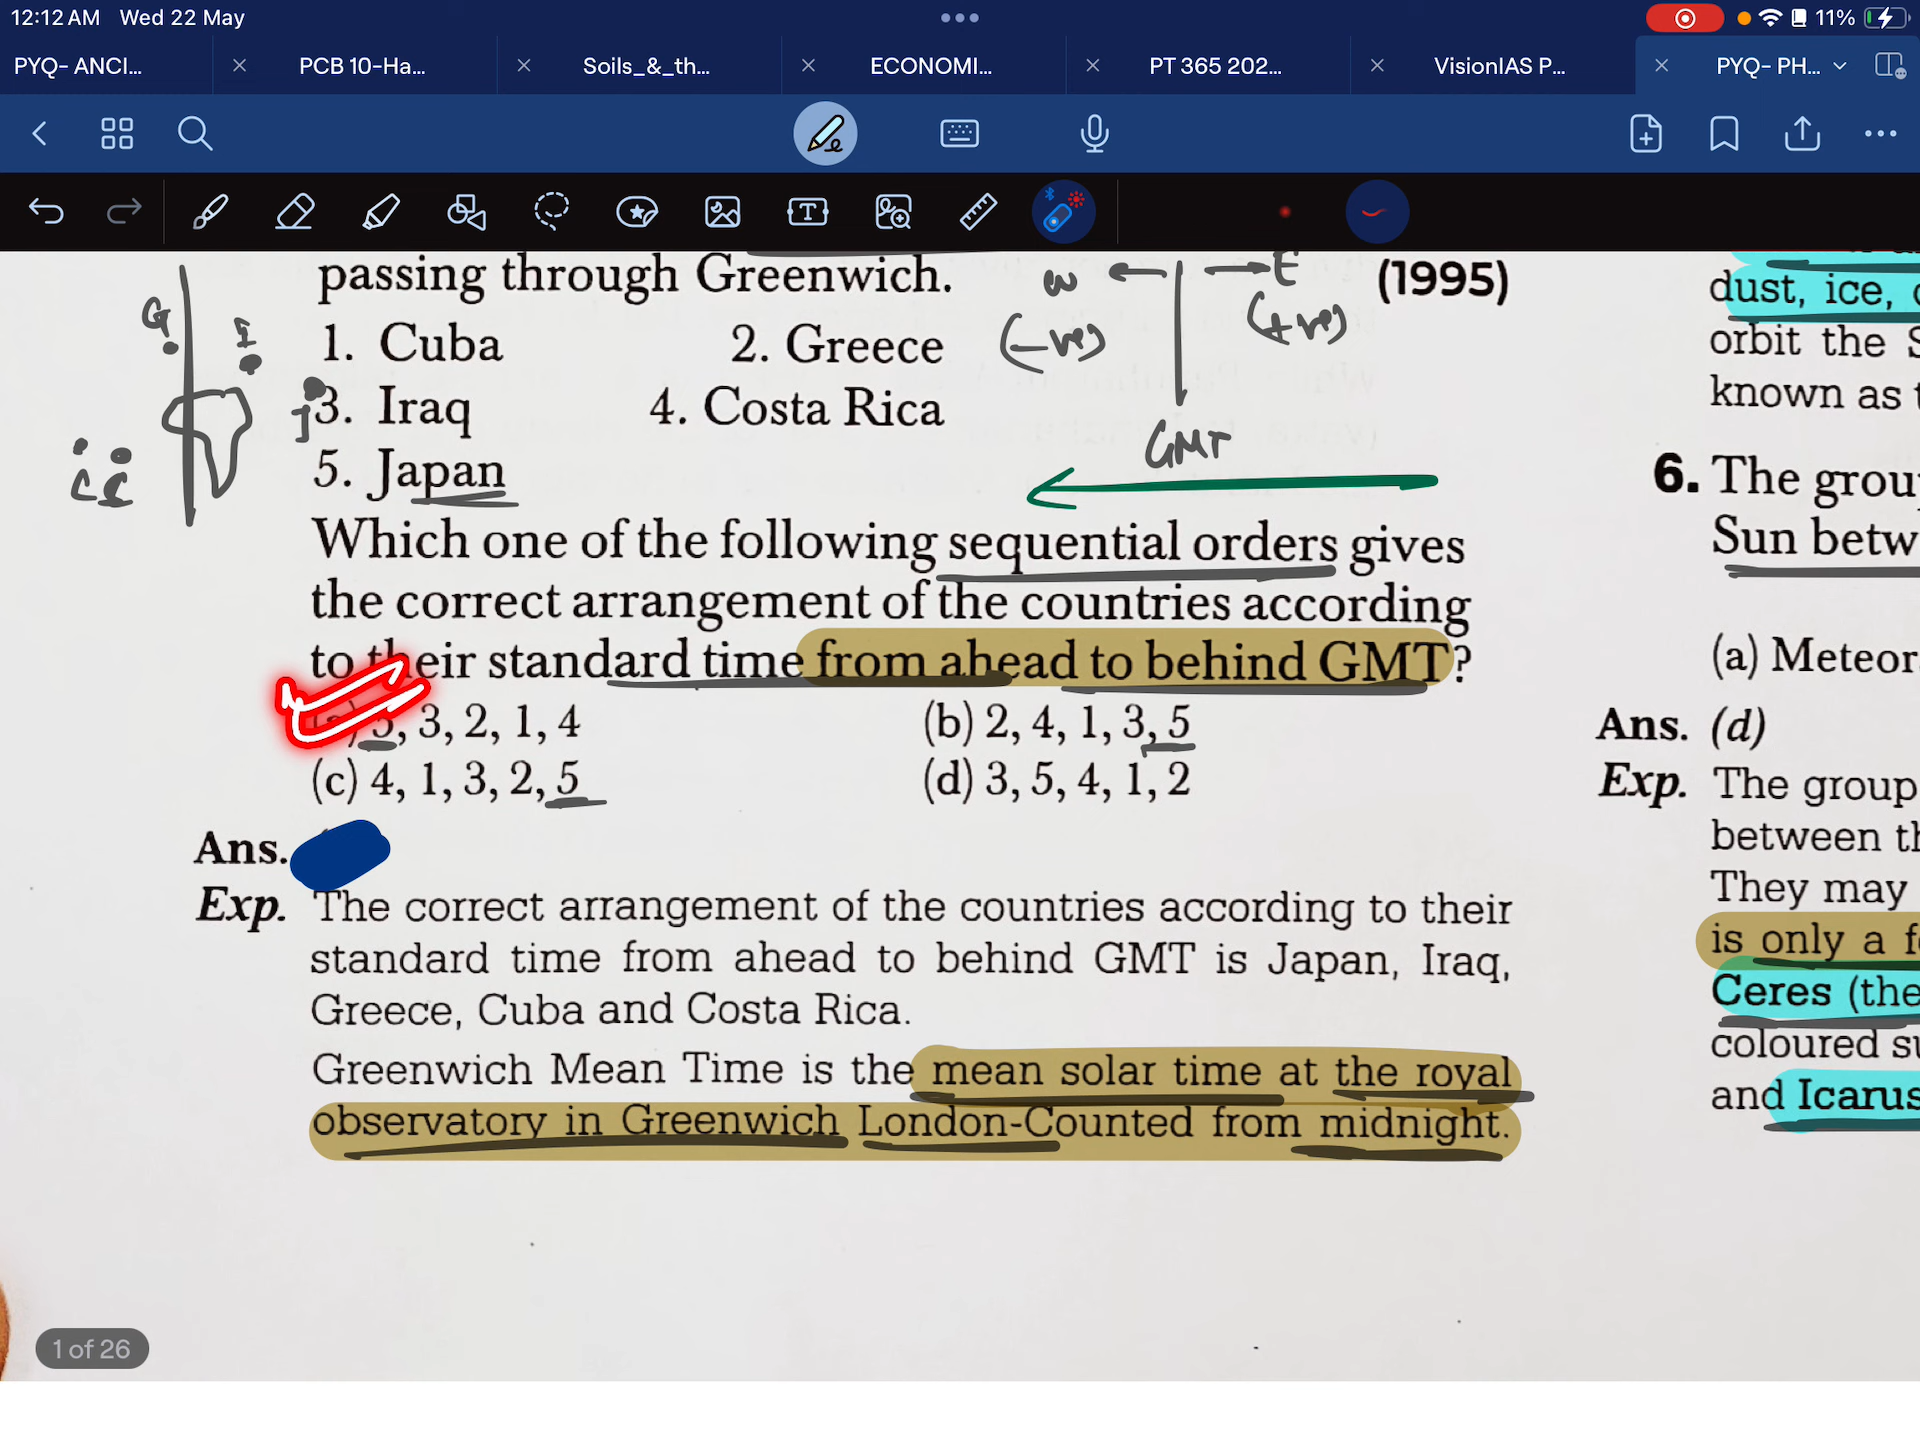 12:12 AM Wed 22 May
11%
PYQ- ANCI...
PCB 10-Ha...
Soils_&_th...
ECONOMI...
PT 365 202...
VisionIAS P...
PYQ- PH...
passing through Greenwich.
(1995)
1. Cuba 2. Greece
3. Iraq 4. Costa Rica
5. Japan
G
I
J
C C
W E
(-ve) (+ve)
GMT
Which one of the following sequential orders gives
the correct arrangement of the countries according
to their standard time from ahead to behind GMT?
5, 3, 2, 1, 4 (b) 2, 4, 1, 3, 5
(c) 4, 1, 3, 2, 5 (d) 3, 5, 4, 1, 2
Ans.
Exp. The correct arrangement of the countries according to their
standard time from ahead to behind GMT is Japan, Iraq,
Greece, Cuba and Costa Rica.
Greenwich Mean Time is the mean solar time at the royal
observatory in Greenwich London-Counted from midnight.
dust, ice,
orbit the
known as
6. The grou
Sun betw
(a) Meteor
Ans. (d)
Exp. The group
between
They may
is only a
Ceres (the
coloured
and Icarus
1 of 26